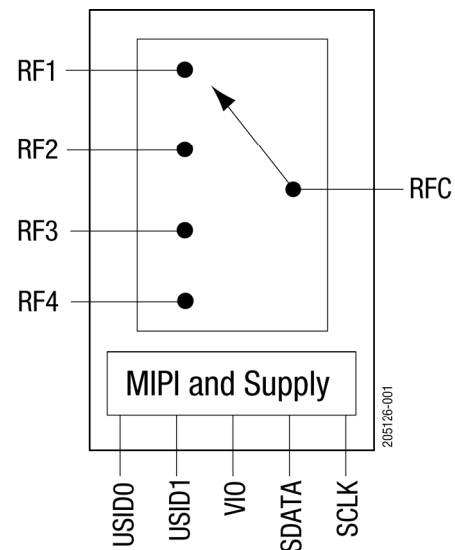 RF1
RF2
RF3
RF4
RFC
MIPI and Supply
205126-001
USID0
USID1
VIO
SDATA
SCLK